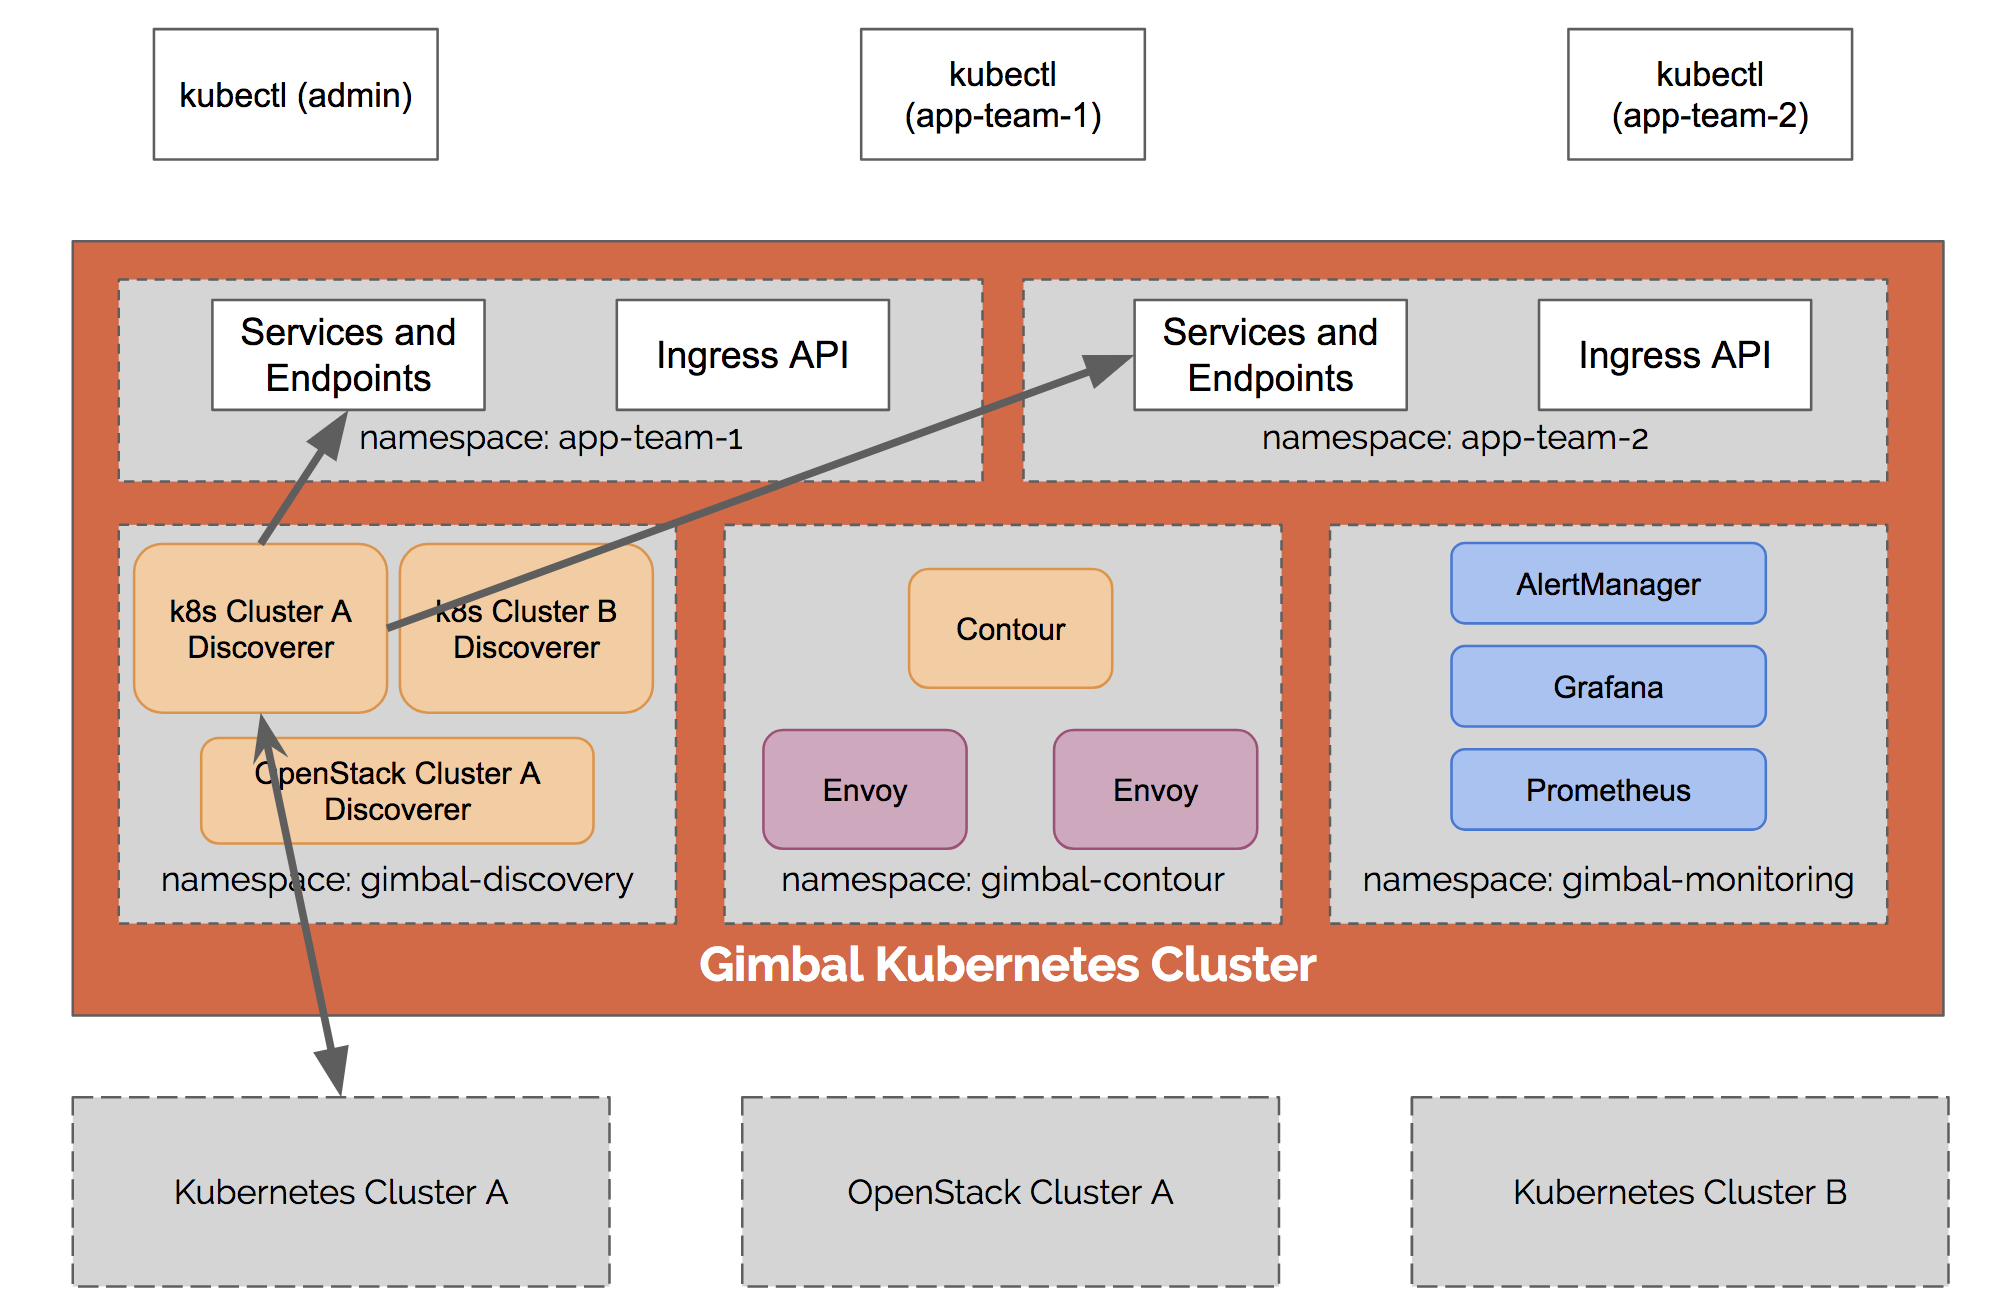 kubectl (admin)
kubectl
(app-team-1)
kubectl
(app-team-2)
Services and
Endpoints
Ingress API
namespace: app-team-1
Services and
Endpoints
Ingress API
namespace: app-team-2
k8s Cluster A
Discoverer
k8s Cluster B
Discoverer
OpenStack Cluster A
Discoverer
namespace: gimbal-discovery
Contour
Envoy
Envoy
namespace: gimbal-contour
AlertManager
Grafana
Prometheus
namespace: gimbal-monitoring
Gimbal Kubernetes Cluster
Kubernetes Cluster A
OpenStack Cluster A
Kubernetes Cluster B